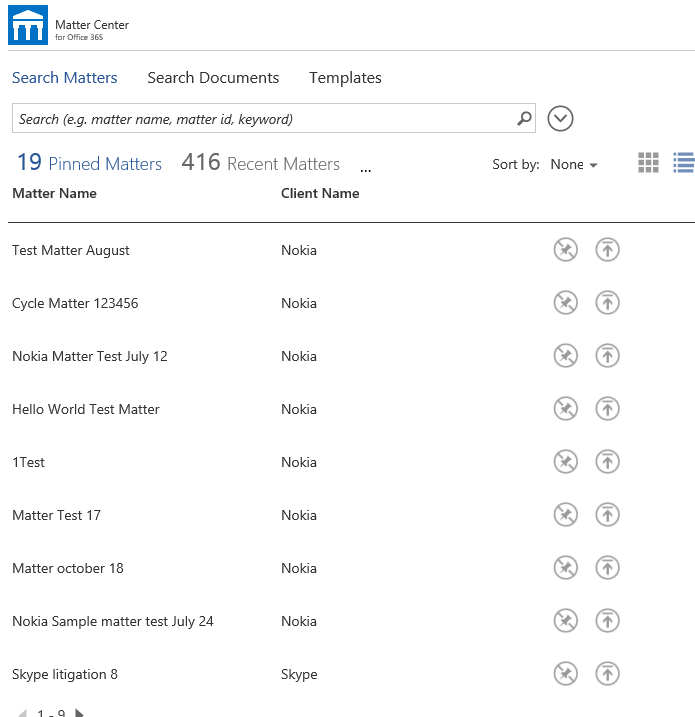 Matter Center
for Office 365
Search Matters Search Documents Templates
Search (e.g. matter name, matter id, keyword)
19 Pinned Matters 416 Recent Matters ... Sort by: None
Matter Name Client Name
Test Matter August Nokia
Cycle Matter 123456 Nokia
Nokia Matter Test July 12 Nokia
Hello World Test Matter Nokia
1Test Nokia
Matter Test 17 Nokia
Matter october 18 Nokia
Nokia Sample matter test July 24 Nokia
Skype litigation 8 Skype
1 - 9